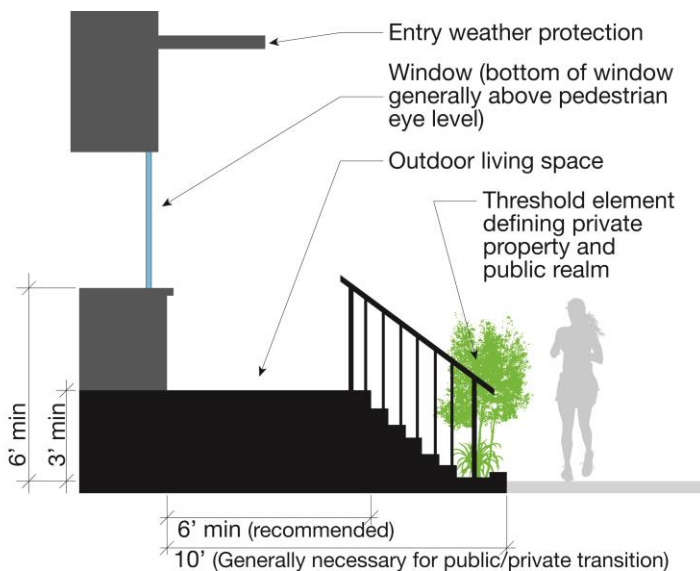 Entry weather protection
Window (bottom of window
generally above pedestrian
eye level)
Outdoor living space
Threshold element
defining private
property and
public realm
6’ min
3’ min
6’ min (recommended)
10’ (Generally necessary for public/private transition)